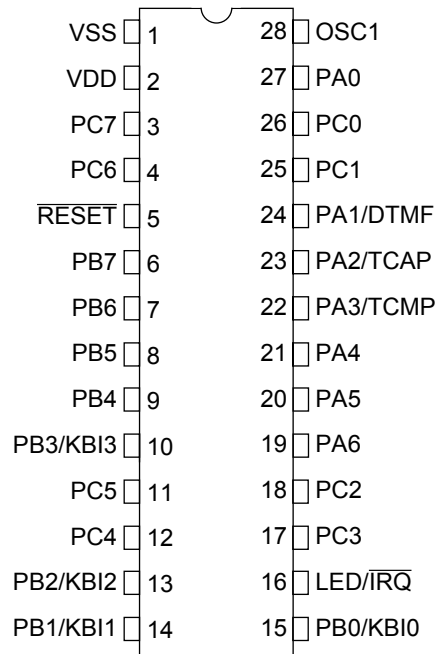 VSS 1 28 OSC1
VDD 2 27 PA0
PC7 3 26 PC0
PC6 4 25 PC1
R̅E̅S̅E̅T̅ 5 24 PA1/DTMF
PB7 6 23 PA2/TCAP
PB6 7 22 PA3/TCMP
PB5 8 21 PA4
PB4 9 20 PA5
PB3/KBI3 10 19 PA6
PC5 11 18 PC2
PC4 12 17 PC3
PB2/KBI2 13 16 LED/I̅R̅Q̅
PB1/KBI1 14 15 PB0/KBI0